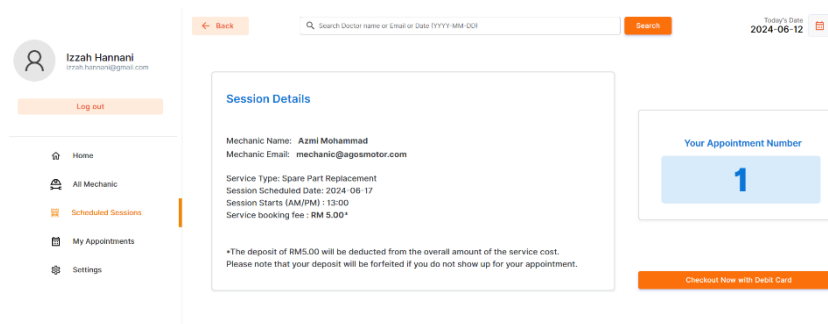 Izzah Hannani
izzah.hannani@gmail.com
Log out
Home
All Mechanic
Scheduled Sessions
My Appointments
Settings
Back
Search Doctor name or Email or Date (YYYY-MM-DD)
Search
Today's Date
2024-06-12
Session Details
Mechanic Name: Azmi Mohammad
Mechanic Email: mechanic@agosmotor.com
Service Type: Spare Part Replacement
Session Scheduled Date: 2024-06-17
Session Starts (AM/PM) : 13:00
Service booking fee : RM 5.00*
*The deposit of RM5.00 will be deducted from the overall amount of the service cost.
Please note that your deposit will be forfeited if you do not show up for your appointment.
Your Appointment Number
1
Checkout Now with Debit Card